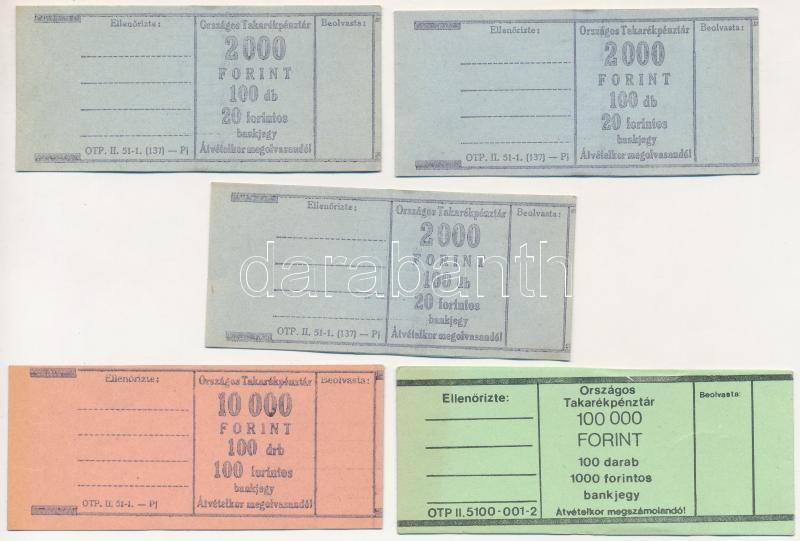 Ellenőrizte:
Országos Takarékpénztár
2000
FORINT
100 db
20 forintos
bankjegy
Átvételkor megolvasandó!
Beolvasta:
OTP. II. 51-1. (137) — Pj
Ellenőrizte:
Országos Takarékpénztár
2000
FORINT
100 db
20 forintos
bankjegy
Átvételkor megolvasandó!
Beolvasta:
OTP. II. 51-1. (137) — Pj
Ellenőrizte:
Országos Takarékpénztár
2000
FORINT
100 db
20 forintos
bankjegy
Átvételkor megolvasandó!
Beolvasta:
OTP. II. 51-1. (137) — Pj
darabanth
Ellenőrizte:
Országos Takarékpénztár
10 000
FORINT
100 drb
100 forintos
bankjegy
Átvételkor megolvasandó!
Beolvasta:
OTP. II. 51-1. — Pj
Ellenőrizte:
Országos
Takarékpénztár
100 000
FORINT
100 darab
1000 forintos
bankjegy
Átvételkor megszámolandó!
Beolvasta:
OTP II. 5100-001-2